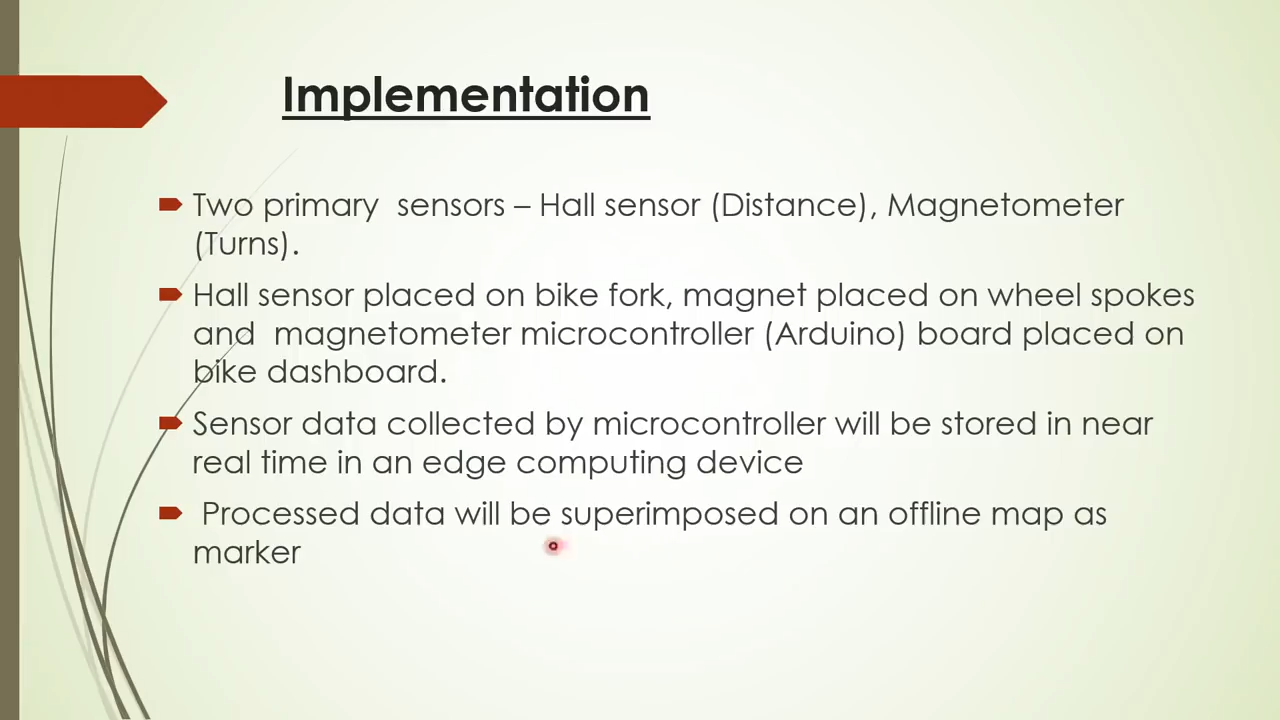 Implementation
Two primary  sensors – Hall sensor (Distance), Magnetometer
(Turns).
Hall sensor placed on bike fork, magnet placed on wheel spokes
and  magnetometer microcontroller (Arduino) board placed on
bike dashboard.
Sensor data collected by microcontroller will be stored in near
real time in an edge computing device
Processed data will be superimposed on an offline map as
marker